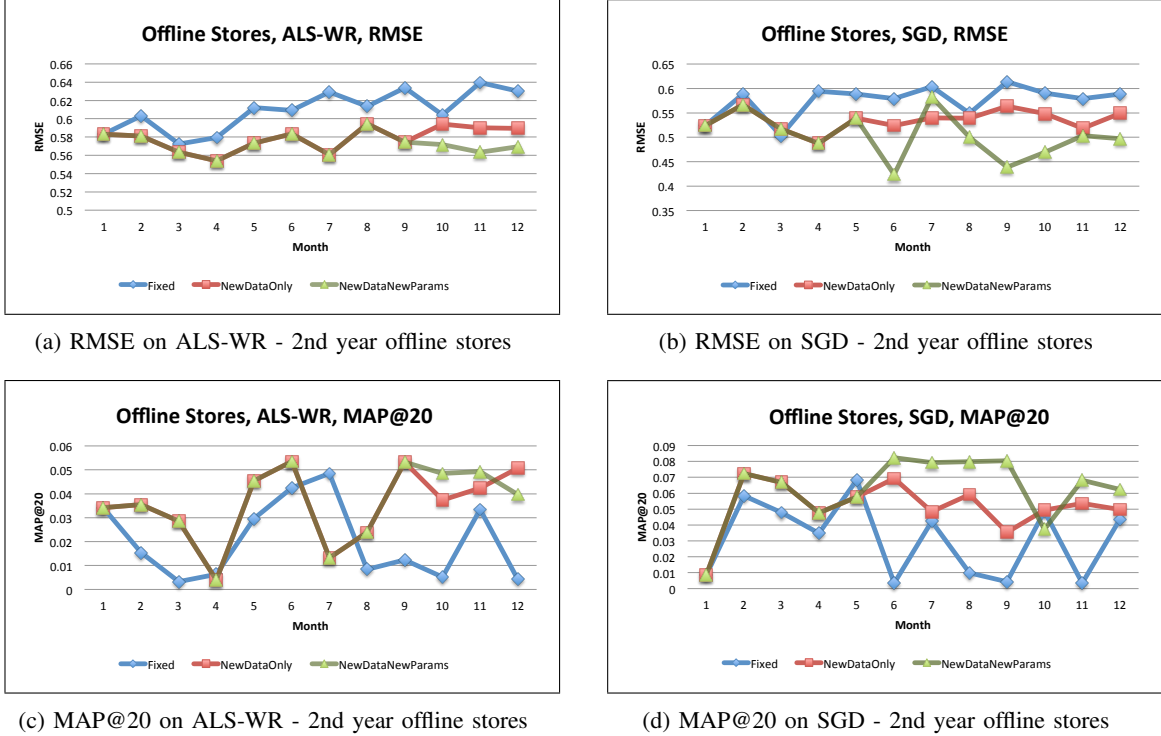 Offline Stores, ALS-WR, RMSE
0.66
0.64
0.62
0.6
0.58
0.56
0.54
0.52
0.5
RMSE
1 2 3 4 5 6 7 8 9 10 11 12
Month
Fixed NewDataOnly NewDataNewParams
(a) RMSE on ALS-WR - 2nd year offline stores
Offline Stores, SGD, RMSE
0.65
0.6
0.55
0.5
0.45
0.4
0.35
RMSE
1 2 3 4 5 6 7 8 9 10 11 12
Month
Fixed NewDataOnly NewDataNewParams
(b) RMSE on SGD - 2nd year offline stores
Offline Stores, ALS-WR, MAP@20
0.06
0.05
0.04
0.03
0.02
0.01
0
MAP@20
1 2 3 4 5 6 7 8 9 10 11 12
Month
Fixed NewDataOnly NewDataNewParams
(c) MAP@20 on ALS-WR - 2nd year offline stores
Offline Stores, SGD, MAP@20
0.09
0.08
0.07
0.06
0.05
0.04
0.03
0.02
0.01
0
MAP@20
1 2 3 4 5 6 7 8 9 10 11 12
Month
Fixed NewDataOnly NewDataNewParams
(d) MAP@20 on SGD - 2nd year offline stores